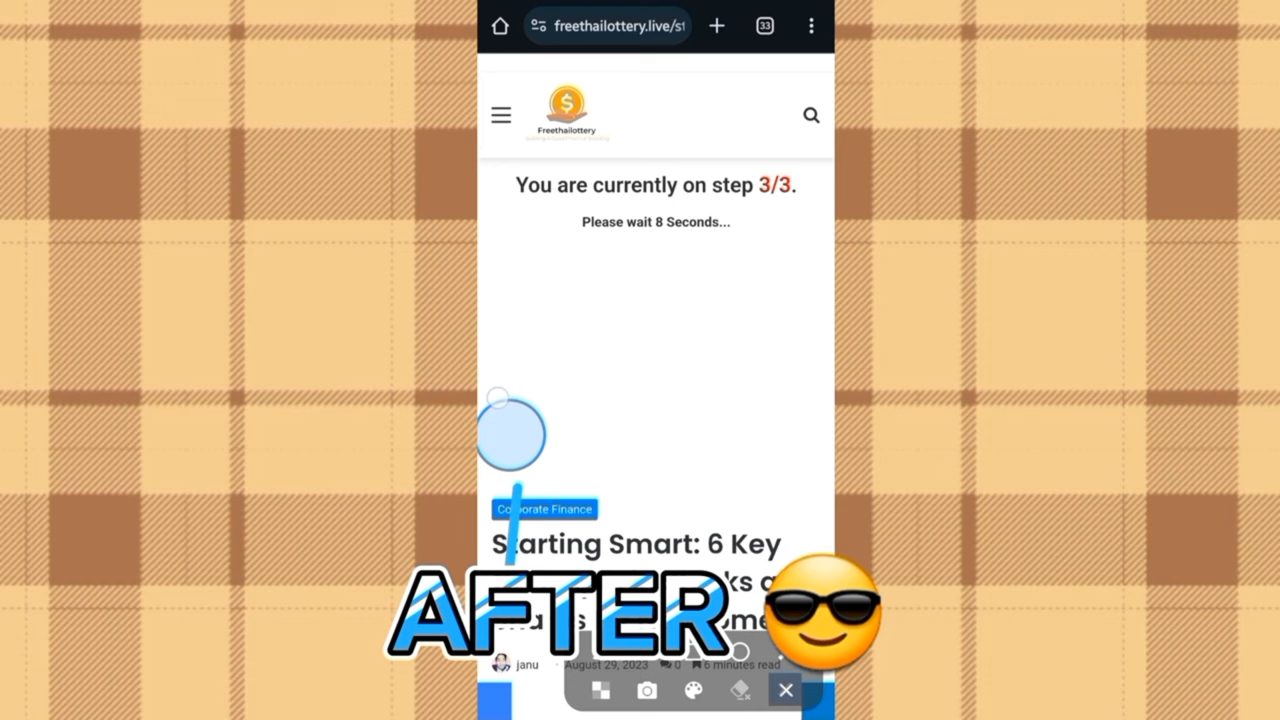 freethailottery.live/st
33
Freethailottery
You are currently on step 3/3.
Please wait 8 Seconds...
Corporate Finance
Starting Smart: 6 Key
AFTER
janu
August 29, 2023
0
6 minutes read